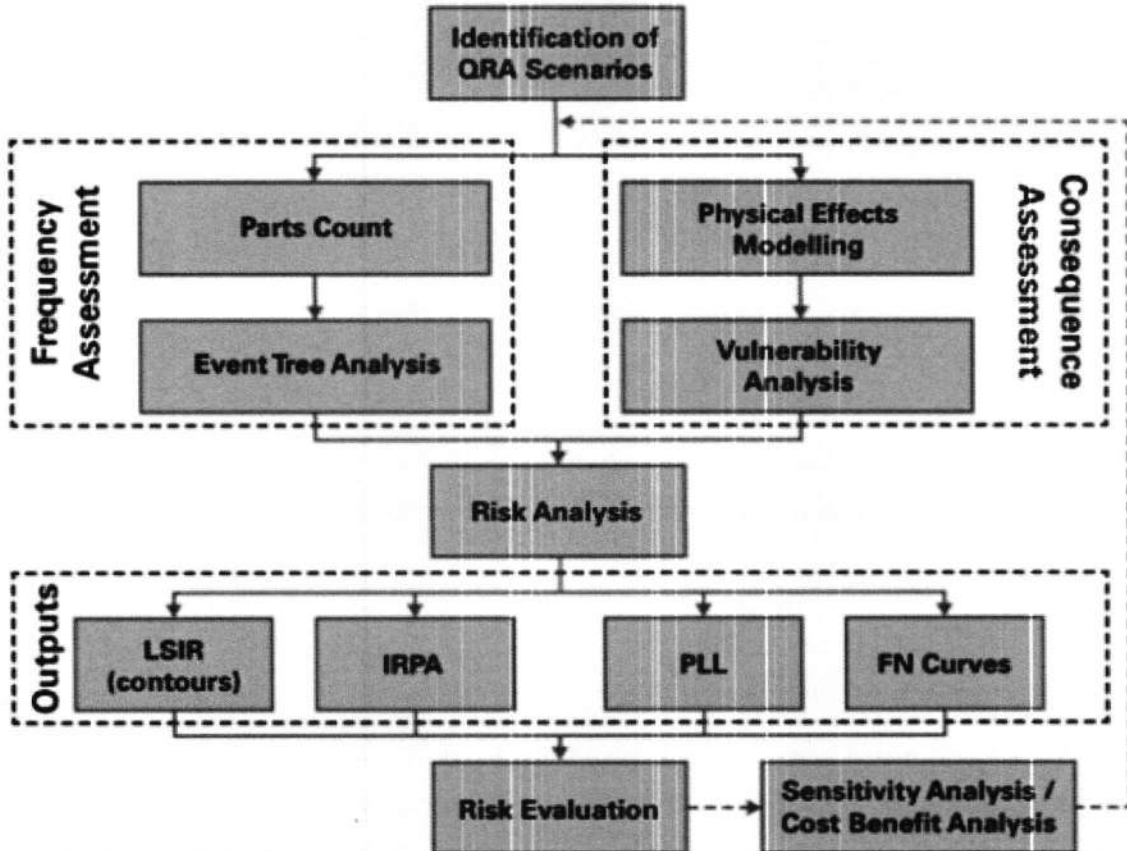 Identification of
QRA Scenarios
Frequency
Assessment
Parts Count
Event Tree Analysis
Physical Effects
Modelling
Vulnerability
Analysis
Consequence
Assessment
Risk Analysis
Outputs
LSIR
(contours)
IRPA
PLL
FN Curves
Risk Evaluation
Sensitivity Analysis /
Cost Benefit Analysis